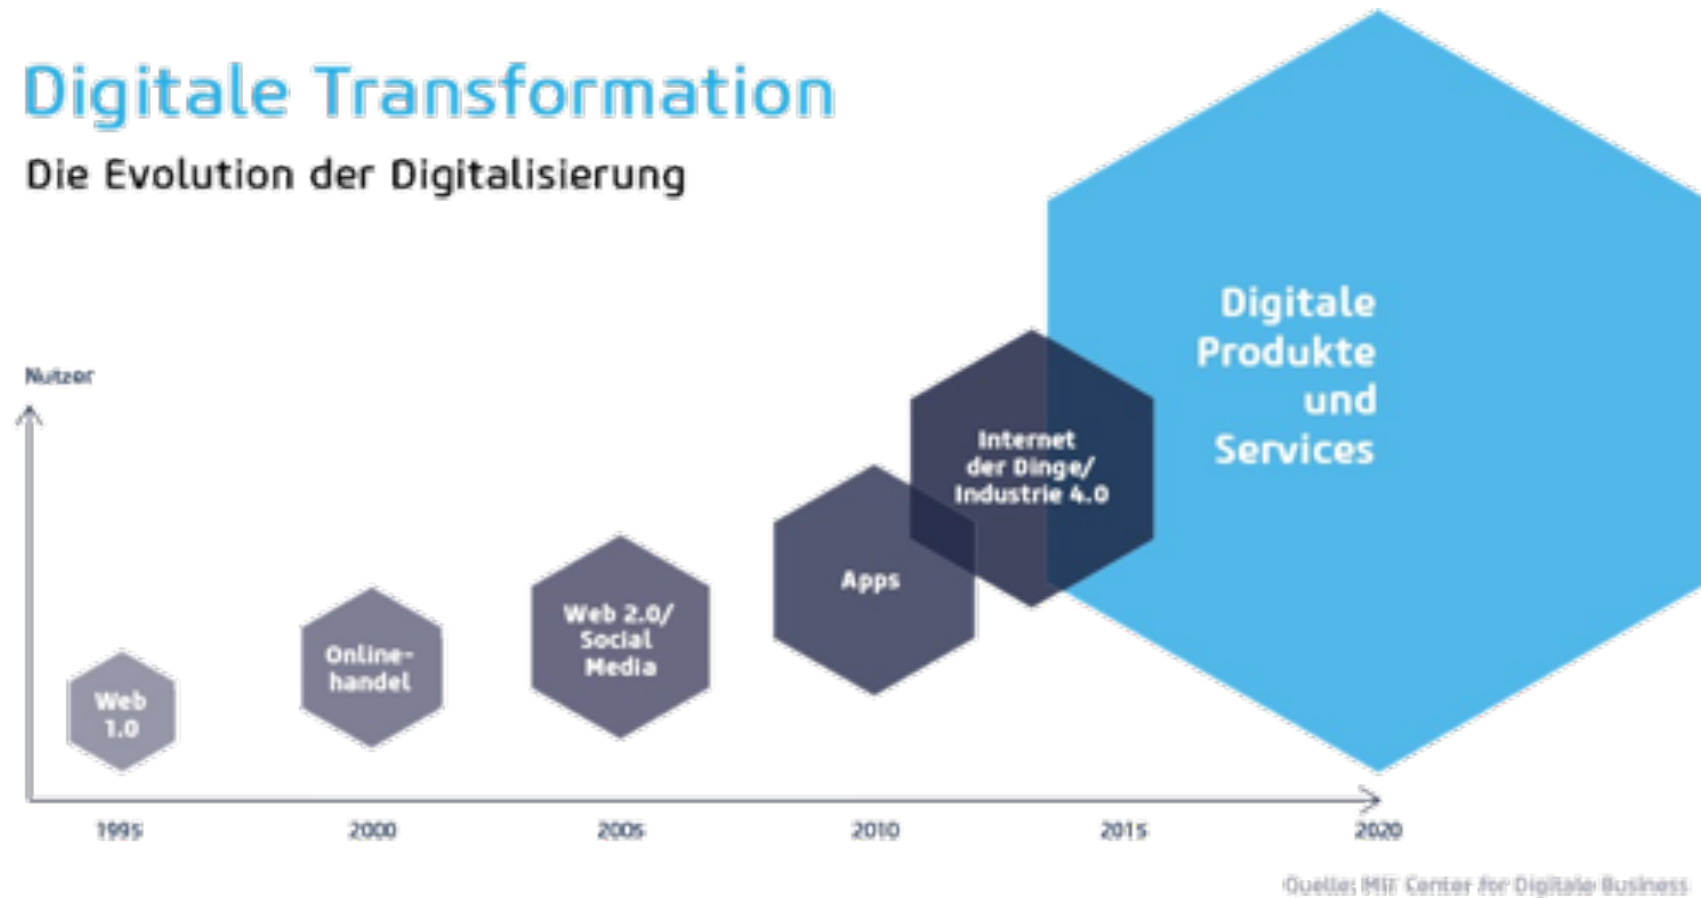 Digitale Transformation
Die Evolution der Digitalisierung
Digitale
Produkte
und
Services
Nutzer
Internet
der Dinge/
Industrie 4.0
Apps
Web 2.0/
Social
Media
Online-
handel
Web
1.0
1995
2000
2005
2010
2015
2020
Quelle: MIT Center for Digitale Business